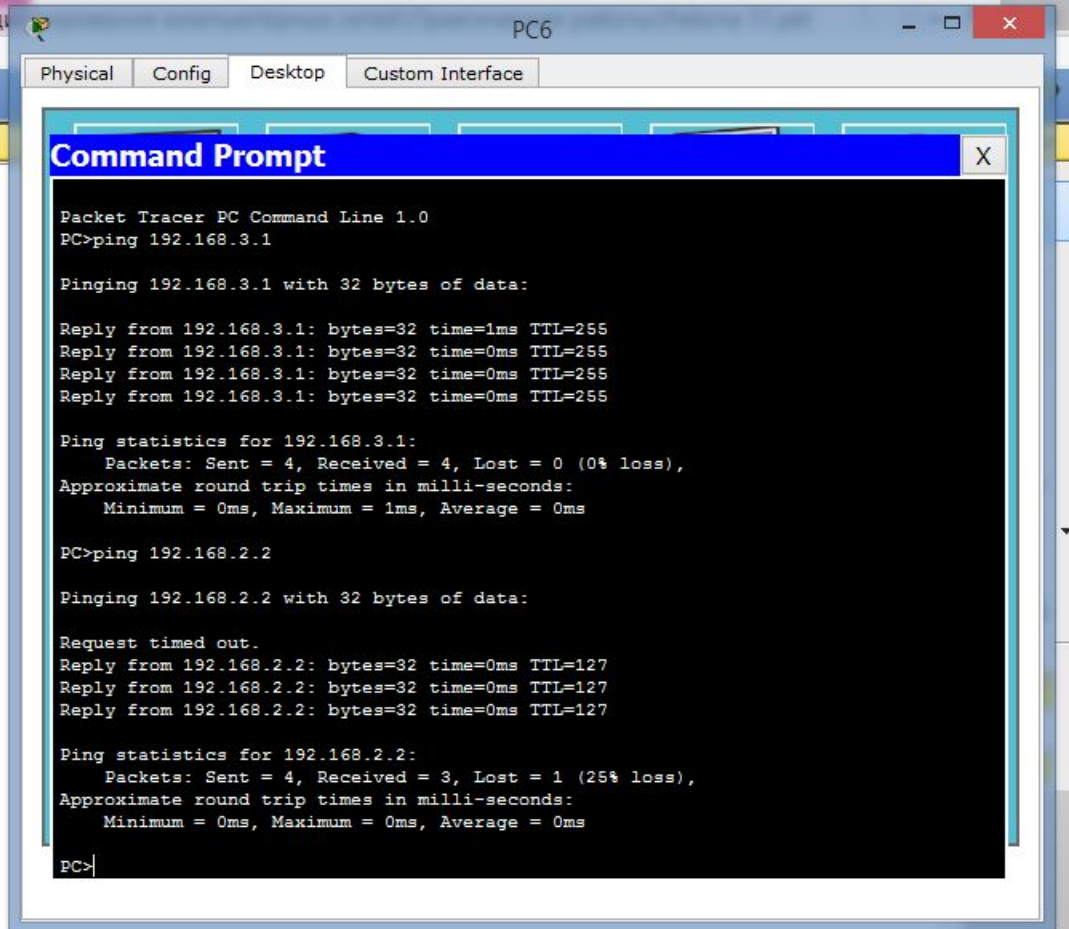 PC6
Physical Config Desktop Custom Interface
Command Prompt X
Packet Tracer PC Command Line 1.0
PC>ping 192.168.3.1
Pinging 192.168.3.1 with 32 bytes of data:
Reply from 192.168.3.1: bytes=32 time=1ms TTL=255
Reply from 192.168.3.1: bytes=32 time=0ms TTL=255
Reply from 192.168.3.1: bytes=32 time=0ms TTL=255
Reply from 192.168.3.1: bytes=32 time=0ms TTL=255
Ping statistics for 192.168.3.1:
Packets: Sent = 4, Received = 4, Lost = 0 (0% loss),
Approximate round trip times in milli-seconds:
Minimum = 0ms, Maximum = 1ms, Average = 0ms
PC>ping 192.168.2.2
Pinging 192.168.2.2 with 32 bytes of data:
Request timed out.
Reply from 192.168.2.2: bytes=32 time=0ms TTL=127
Reply from 192.168.2.2: bytes=32 time=0ms TTL=127
Reply from 192.168.2.2: bytes=32 time=0ms TTL=127
Ping statistics for 192.168.2.2:
Packets: Sent = 4, Received = 3, Lost = 1 (25% loss),
Approximate round trip times in milli-seconds:
Minimum = 0ms, Maximum = 0ms, Average = 0ms
PC>